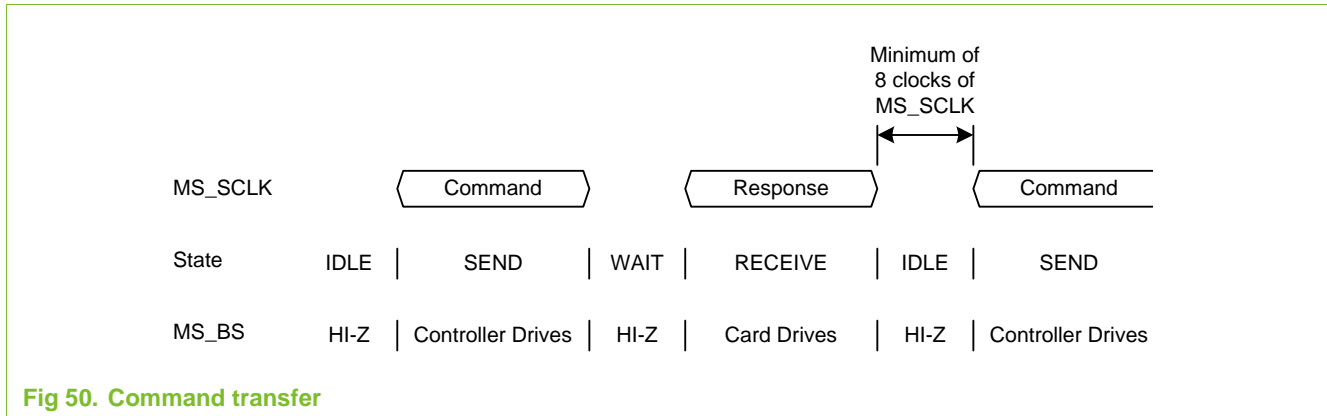 Minimum of
8 clocks of
MS_SCLK
MS_SCLK Command Response Command
State IDLE SEND WAIT RECEIVE IDLE SEND
MS_BS HI-Z Controller Drives HI-Z Card Drives HI-Z Controller Drives
Fig 50. Command transfer